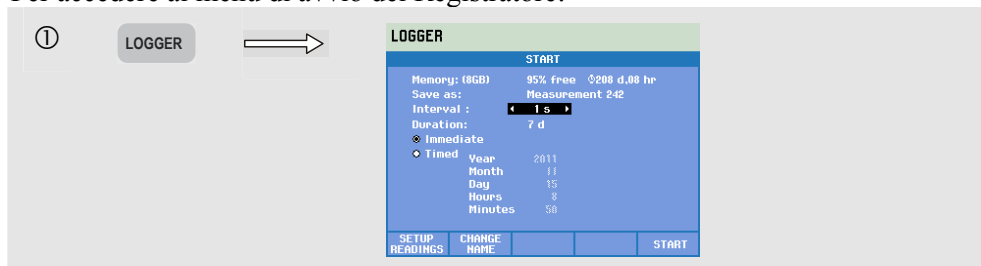 Per accedere al menu di avvio del Registratore:
①
LOGGER
LOGGER
START
Memory: (8GB) 95% free 208 d,08 hr
Save as: Measurement 242
Interval : 1 s
Duration: 7 d
Immediate
Timed
Year 2011
Month 11
Day 15
Hours 8
Minutes 50
SETUP READINGS
CHANGE NAME
START